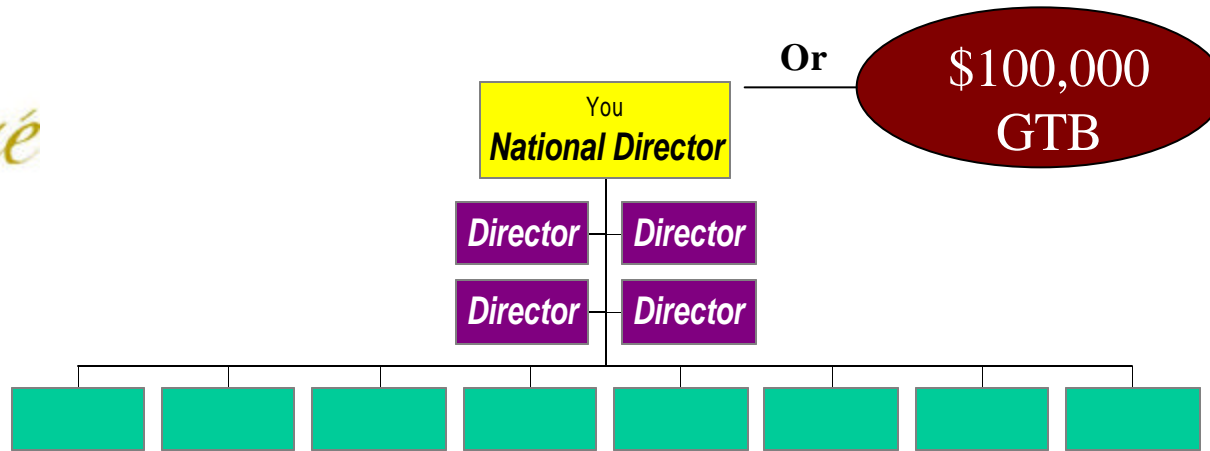 Or
$100,000
GTB
You
National Director
Director Director
Director Director